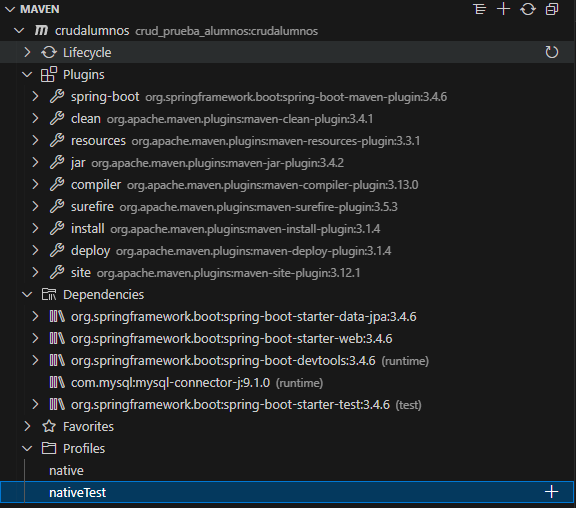 MAVEN
crudalumnos crud_prueba_alumnos:crudalumnos
Lifecycle
Plugins
spring-boot org.springframework.boot:spring-boot-maven-plugin:3.4.6
clean org.apache.maven.plugins:maven-clean-plugin:3.4.1
resources org.apache.maven.plugins:maven-resources-plugin:3.3.1
jar org.apache.maven.plugins:maven-jar-plugin:3.4.2
compiler org.apache.maven.plugins:maven-compiler-plugin:3.13.0
surefire org.apache.maven.plugins:maven-surefire-plugin:3.5.3
install org.apache.maven.plugins:maven-install-plugin:3.1.4
deploy org.apache.maven.plugins:maven-deploy-plugin:3.1.4
site org.apache.maven.plugins:maven-site-plugin:3.12.1
Dependencies
org.springframework.boot:spring-boot-starter-data-jpa:3.4.6
org.springframework.boot:spring-boot-starter-web:3.4.6
org.springframework.boot:spring-boot-devtools:3.4.6 (runtime)
com.mysql:mysql-connector-j:9.1.0 (runtime)
org.springframework.boot:spring-boot-starter-test:3.4.6 (test)
Favorites
Profiles
native
nativeTest